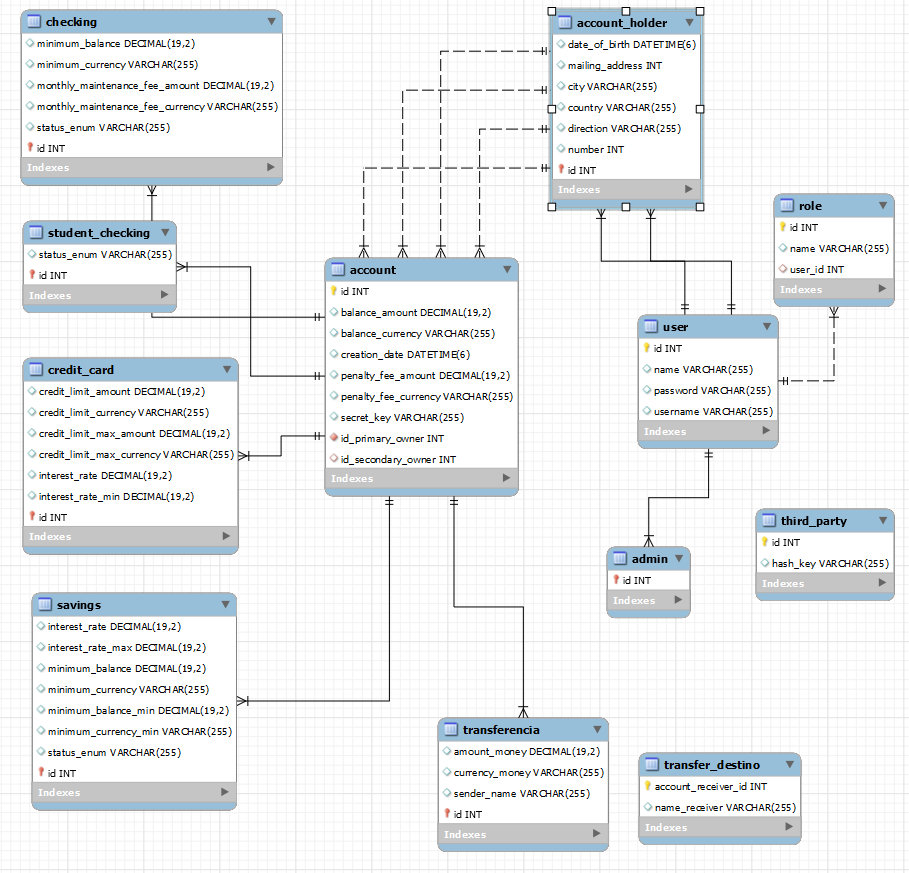 checking
minimum_balance DECIMAL(19,2)
minimum_currency VARCHAR(255)
monthly_maintenance_fee_amount DECIMAL(19,2)
monthly_maintenance_fee_currency VARCHAR(255)
status_enum VARCHAR(255)
id INT
Indexes
account_holder
date_of_birth DATETIME(6)
mailing_address INT
city VARCHAR(255)
country VARCHAR(255)
direction VARCHAR(255)
number INT
id INT
Indexes
role
id INT
name VARCHAR(255)
user_id INT
Indexes
student_checking
status_enum VARCHAR(255)
id INT
Indexes
account
id INT
balance_amount DECIMAL(19,2)
balance_currency VARCHAR(255)
creation_date DATETIME(6)
penalty_fee_amount DECIMAL(19,2)
penalty_fee_currency VARCHAR(255)
secret_key VARCHAR(255)
id_primary_owner INT
id_secondary_owner INT
Indexes
user
id INT
name VARCHAR(255)
password VARCHAR(255)
username VARCHAR(255)
Indexes
credit_card
credit_limit_amount DECIMAL(19,2)
credit_limit_currency VARCHAR(255)
credit_limit_max_amount DECIMAL(19,2)
credit_limit_max_currency VARCHAR(255)
interest_rate DECIMAL(19,2)
interest_rate_min DECIMAL(19,2)
id INT
Indexes
third_party
id INT
hash_key VARCHAR(255)
Indexes
admin
id INT
Indexes
savings
interest_rate DECIMAL(19,2)
interest_rate_max DECIMAL(19,2)
minimum_balance DECIMAL(19,2)
minimum_currency VARCHAR(255)
minimum_balance_min DECIMAL(19,2)
minimum_currency_min VARCHAR(255)
status_enum VARCHAR(255)
id INT
Indexes
transferencia
amount_money DECIMAL(19,2)
currency_money VARCHAR(255)
sender_name VARCHAR(255)
id INT
Indexes
transfer_destino
account_receiver_id INT
name_receiver VARCHAR(255)
Indexes